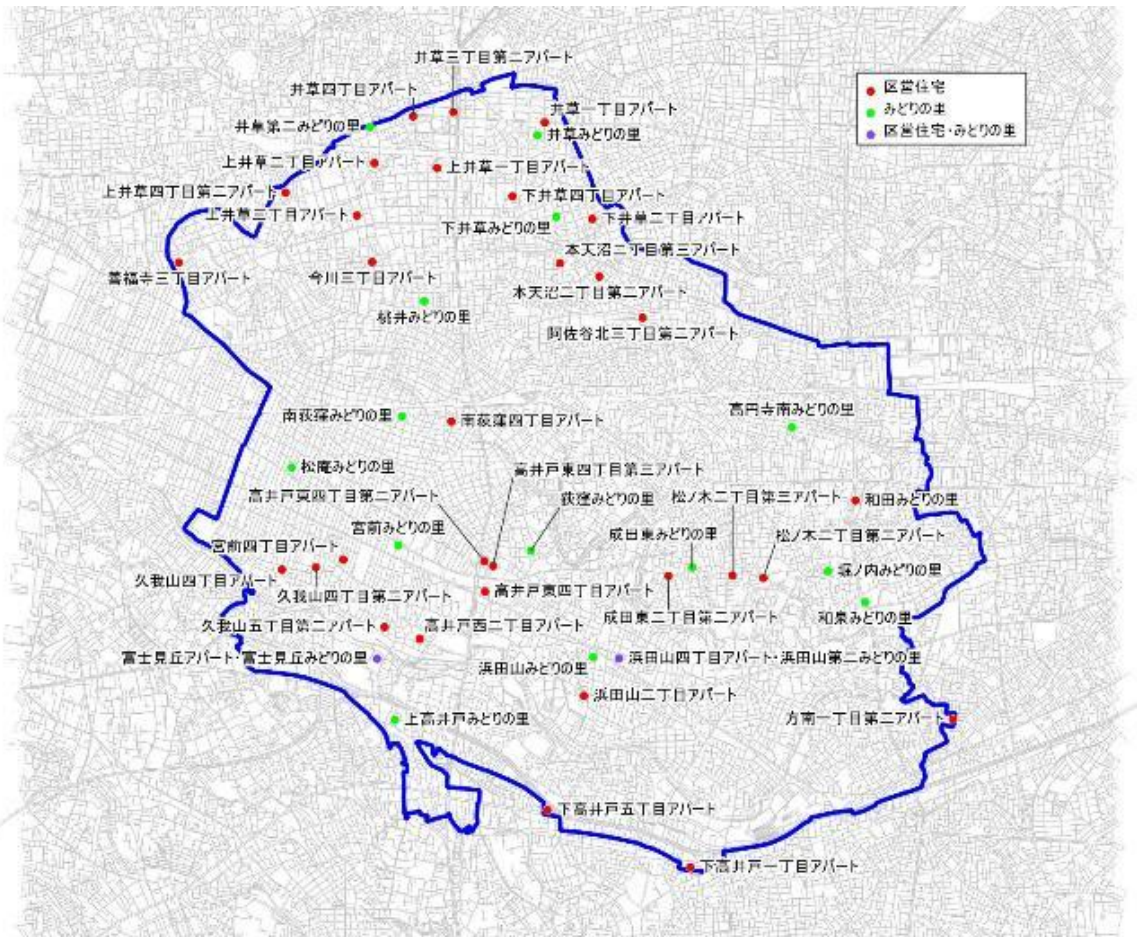 井草三丁目第二アパート
井草四丁目アパート
区営住宅
みどりの里
区営住宅・みどりの里
井草一丁目アパート
井草第二みどりの里
井草みどりの里
上井草二丁目アパート
上井草一丁目アパート
上井草四丁目第二アパート
下井草四丁目アパート
上井草三丁目アパート
下井草みどりの里
下井草二丁目アパート
本天沼二丁目第三アパート
善福寺三丁目アパート
今川三丁目アパート
本天沼二丁目第二アパート
桃井みどりの里
阿佐谷北三丁目第二アパート
南荻窪みどりの里
南荻窪四丁目アパート
高円寺南みどりの里
松庵みどりの里
高井戸東四丁目第三アパート
高井戸東四丁目第二アパート
荻窪みどりの里
松ノ木二丁目第三アパート
和田みどりの里
宮前みどりの里
成田東みどりの里
松ノ木二丁目第二アパート
宮前四丁目アパート
久我山四丁目アパート
堀ノ内みどりの里
久我山四丁目第二アパート
高井戸東四丁目アパート
成田東二丁目第二アパート
和泉みどりの里
久我山五丁目第二アパート
高井戸西二丁目アパート
富士見丘アパート・富士見丘みどりの里
浜田山みどりの里
浜田山四丁目アパート・浜田山第二みどりの里
浜田山二丁目アパート
上高井戸みどりの里
方南一丁目第二アパート
下高井戸五丁目アパート
下高井戸一丁目アパート